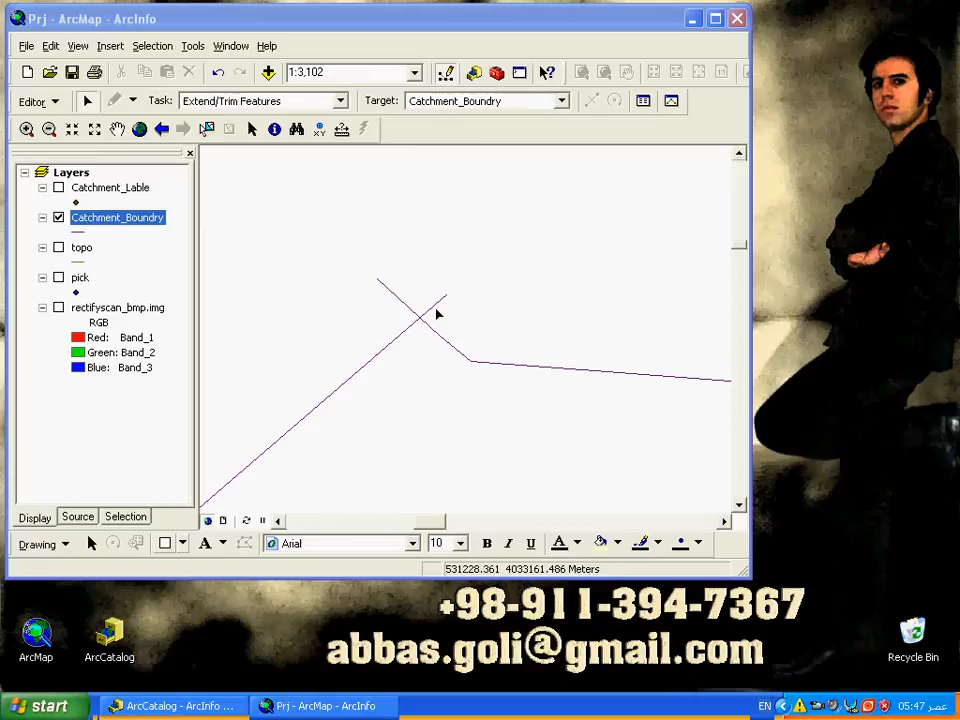 Prj - ArcMap - ArcInfo
File Edit View Insert Selection Tools Window Help
1:3,102
Editor Task: Extend/Trim Features Target: Catchment_Boundry
Layers
Catchment_Lable
Catchment_Boundry
topo
pick
rectifyscan_bmp.img
RGB
Red: Band_1
Green: Band_2
Blue: Band_3
Display Source Selection
Drawing A Arial 10 B I U A
531228.361 4033161.486 Meters
+98-911-394-7367
abbas.goli@gmail.com
ArcMap ArcCatalog Recycle Bin
start ArcCatalog - ArcInfo ... Prj - ArcMap - ArcInfo EN 05:47 عصر